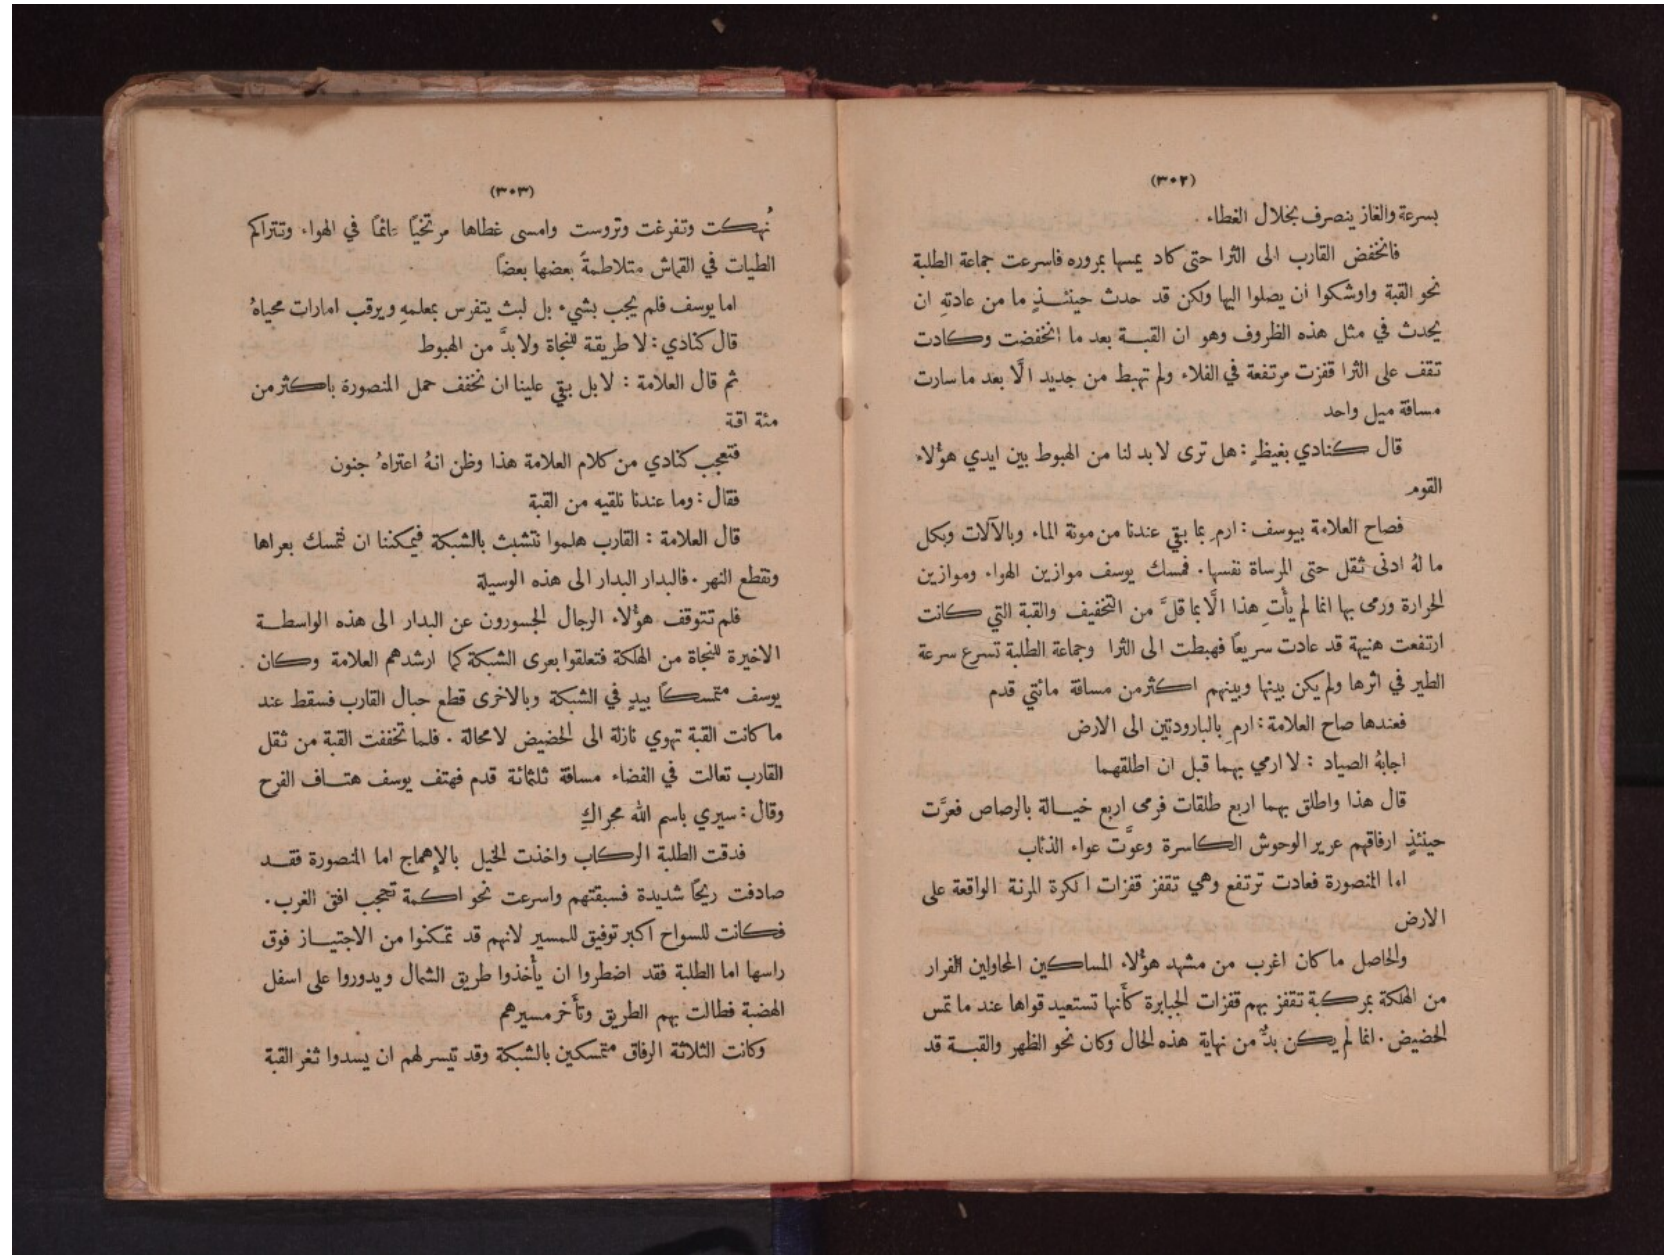 (٣٠٢)
بسرعة والغاز ينصرف بخلال الغطاء .
فانخفض القارب الى الثرا حتى كاد يمسها بمروره فاسرعت جماعة الطلبة
نحو القبة واوشكوا ان يصلوا اليها ولكن قد حدث حينئـــذٍ ما من عادتهِ ان
يحدث في مثل هذه الظروف وهو ان القبــة بعد ما انخفضت وكادت
تقف على الثرا قفزت مرتفعة في الفلاء ولم تهبط من جديد الَّا بعد ما سارت
مسافة ميل واحد
قال كنادي بغيظٍ : هل ترى لا بد لنا من الهبوط بين ايدي هؤلاء
القوم
فصاح العلامة بيوسف : ارمِ بما بقي عندنا من مونة الماء وبالآلات وبكل
ما لهُ ادنى ثقل حتى المرساة نفسها . فمسك يوسف موازين الهواء وموازين
الحرارة ورمى بها انما لم يأتِ هذا الَّا بما قلَّ من التخفيف والقبة التي كانت
ارتفعت هنيهة قد عادت سريعاً فهبطت الى الثرا وجماعة الطلبة تسرع سرعة
الطير في اثرها ولم يكن بينها وبينهم اكثر من مسافة مائتي قدم
فعندها صاح العلامة : ارمِ بالبارودتين الى الارض
اجابهُ الصياد : لا ارمي بهما قبل ان اطلقهما
قال هذا واطلق بهما اربع طلقات فرمى اربع خيـــالة بالرصاص فعرَّت
حينئذٍ ارفاقهم عرير الوحوش الكاسرة وعوَّت عواء الذئاب
اما المنصورة فعادت ترتفع وهي تقفز قفزات الكرة المرنة الواقعة على
الارض
والحاصل ما كان اغرب من مشهد هؤلاء المساكين المحاولين الفرار
من الهلكة بمركبة تقفز بهم قفزات الجبابرة كأنها تستعيد قواها عند ما تمس
الحضيض . انما لم يكن بدٌّ من نهاية هذه الحال وكان نحو الظهر والقبــة قد
(٣٠٣)
نُهكت وتفرغت وتروست وامسى غطاها مرتخيًا عائمًا في الهواء وتتراكم
الطيات في القماش متلاطمةً بعضها بعضًا
اما يوسف فلم يجب بشيء بل لبث يتفرس بمعلمهِ ويرقب امارات محياهُ
قال كنادي : لا طريقة للنجاة ولا بدَّ من الهبوط
ثم قال العلامة : لا بل بقي علينا ان نخفف حمل المنصورة باكثر من
مئة اقة
فتعجب كنادي من كلام العلامة هذا وظن انهُ اعتراهُ جنون
فقال : وما عندنا نلقيه من القبة
قال العلامة : القارب هلموا نتشبث بالشبكة فيمكننا ان نتمسك بعراها
ونقطع النهر . فالبدار البدار الى هذه الوسيلة
فلم تتوقف هؤلاء الرجال الجسورون عن البدار الى هذه الواسطـــة
الاخيرة للنجاة من الهلكة فتعلقوا بعرى الشبكة كما ارشدهم العلامة وكان
يوسف متمسكًا بيدٍ في الشبكة وبالاخرى قطع حبال القارب فسقط عند
ما كانت القبة تهوي نازلة الى الحضيض لا محالة . فلما تخففت القبة من ثقل
القارب تعالت في الفضاء مسافة ثلثمائة قدم فهتف يوسف هتـــاف الفرح
وقال : سيري باسم الله مجراكِ
فدقت الطلبة الركاب واخذت الخيل بالإهماج اما المنصورة فقــد
صادفت ريحًا شديدة فسبقتهم واسرعت نحو اكمة تحجب افق الغرب .
فكانت للسواح اكبر توفيق للمسير لانهم قد تمكنوا من الاجتيــاز فوق
راسها اما الطلبة فقد اضطروا ان يأخذوا طريق الشمال ويدوروا على اسفل
الهضبة فطالت بهم الطريق وتأخر مسيرهم
وكانت الثلاثة الرفاق متمسكين بالشبكة وقد تيسر لهم ان يسدوا ثغر القبة